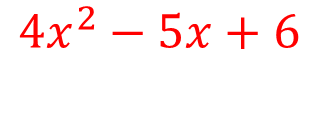 4x² − 5x + 6